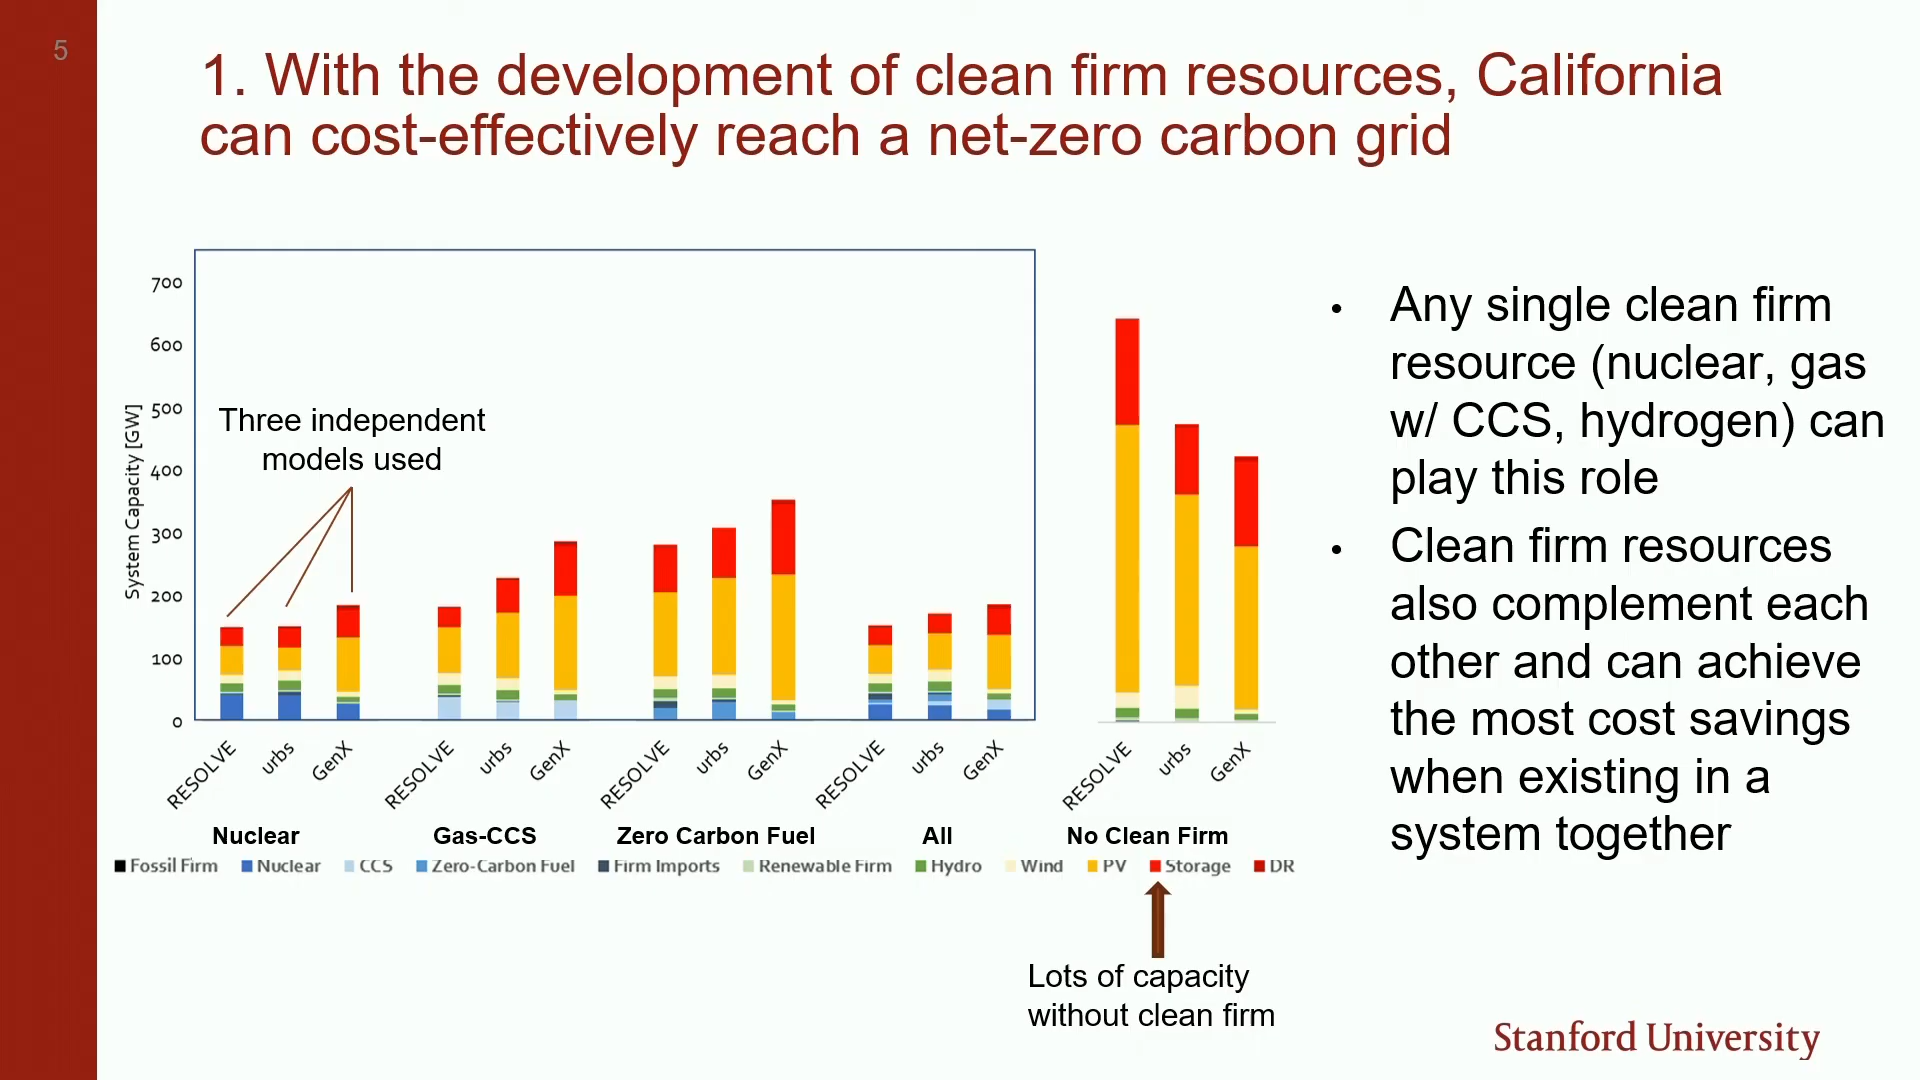 5
1. With the development of clean firm resources, California
can cost-effectively reach a net-zero carbon grid
System Capacity [GW]
700
600
500
400
300
200
100
0
Three independent
models used
RESOLVE urbs GenX RESOLVE urbs GenX RESOLVE urbs GenX RESOLVE urbs GenX RESOLVE urbs GenX
Nuclear Gas-CCS Zero Carbon Fuel All No Clean Firm
Fossil Firm Nuclear CCS Zero-Carbon Fuel Firm Imports Renewable Firm Hydro Wind PV Storage DR
Lots of capacity
without clean firm
• Any single clean firm
resource (nuclear, gas
w/ CCS, hydrogen) can
play this role
• Clean firm resources
also complement each
other and can achieve
the most cost savings
when existing in a
system together
Stanford University